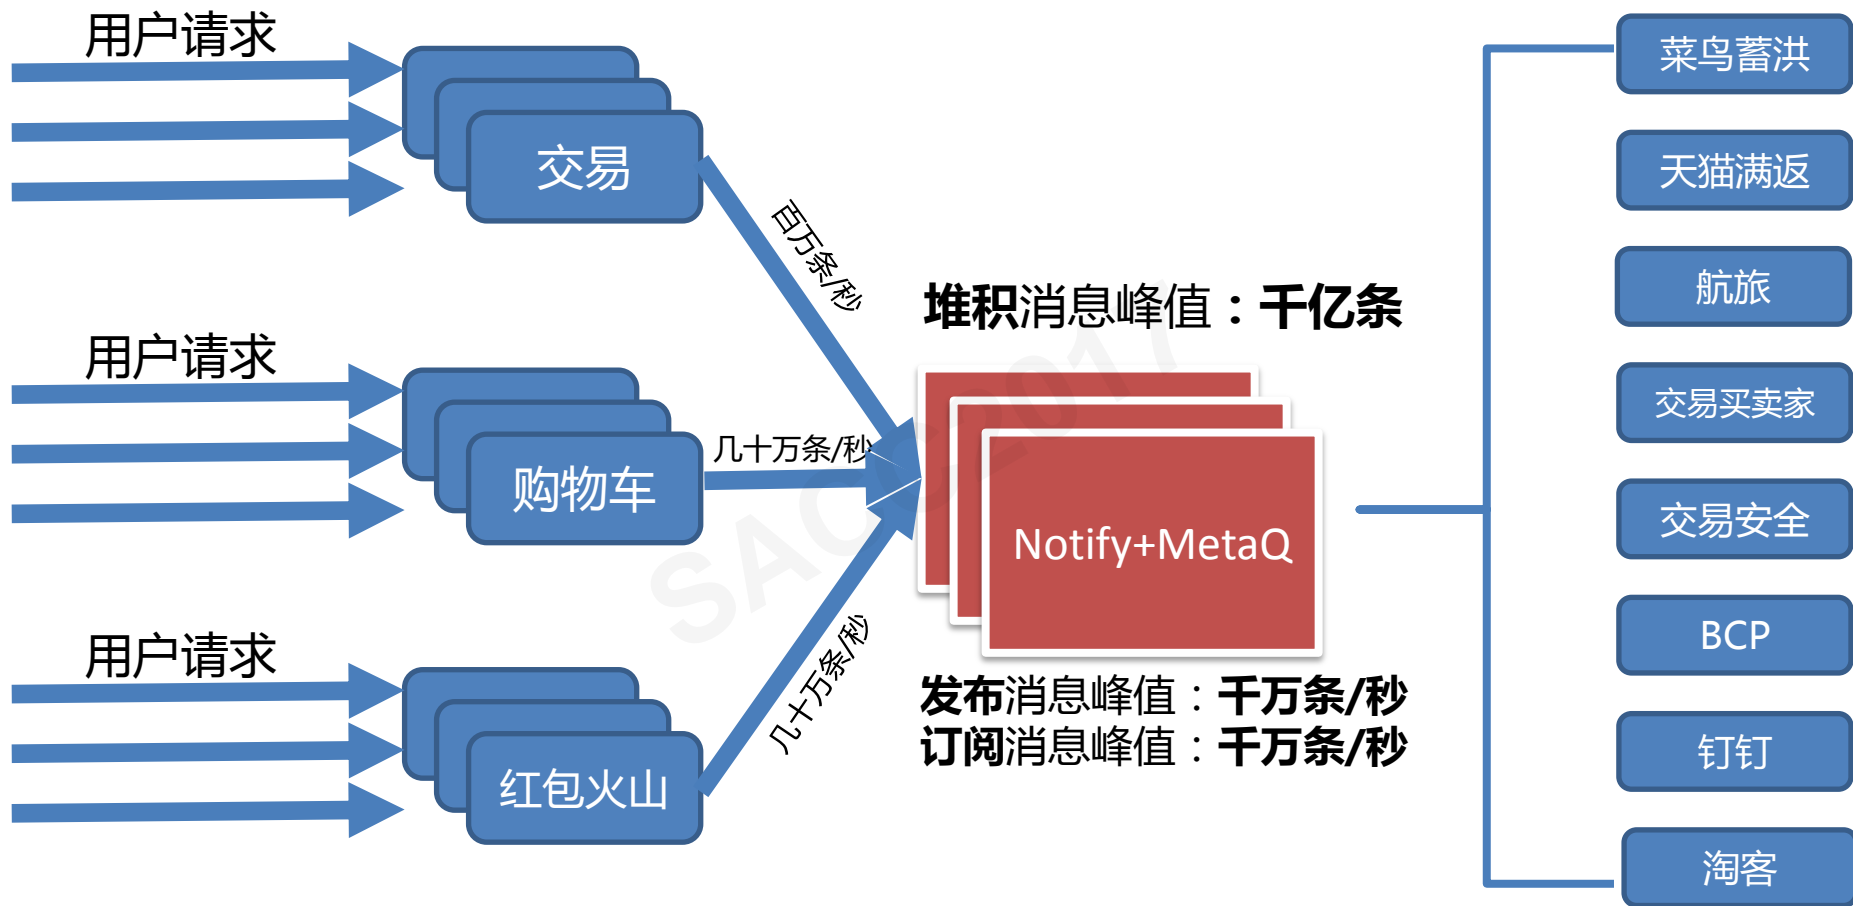 用户请求
交易
百万条/秒
用户请求
购物车
几十万条/秒
用户请求
红包火山
几十万条/秒
堆积消息峰值：千亿条
Notify+MetaQ
发布消息峰值：千万条/秒
订阅消息峰值：千万条/秒
菜鸟蓄洪
天猫满返
航旅
交易买卖家
交易安全
BCP
钉钉
淘客
SACC2017